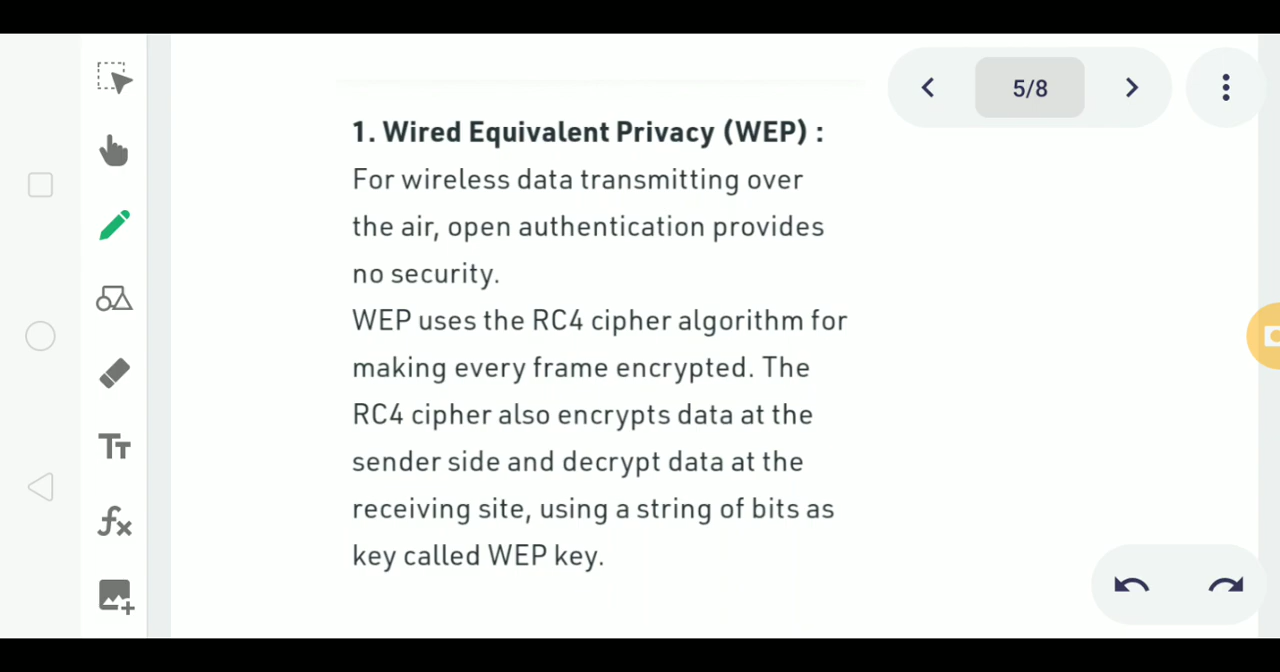 5/8
1. Wired Equivalent Privacy (WEP) :
For wireless data transmitting over
the air, open authentication provides
no security.
WEP uses the RC4 cipher algorithm for
making every frame encrypted. The
RC4 cipher also encrypts data at the
sender side and decrypt data at the
receiving site, using a string of bits as
key called WEP key.
TT
fx